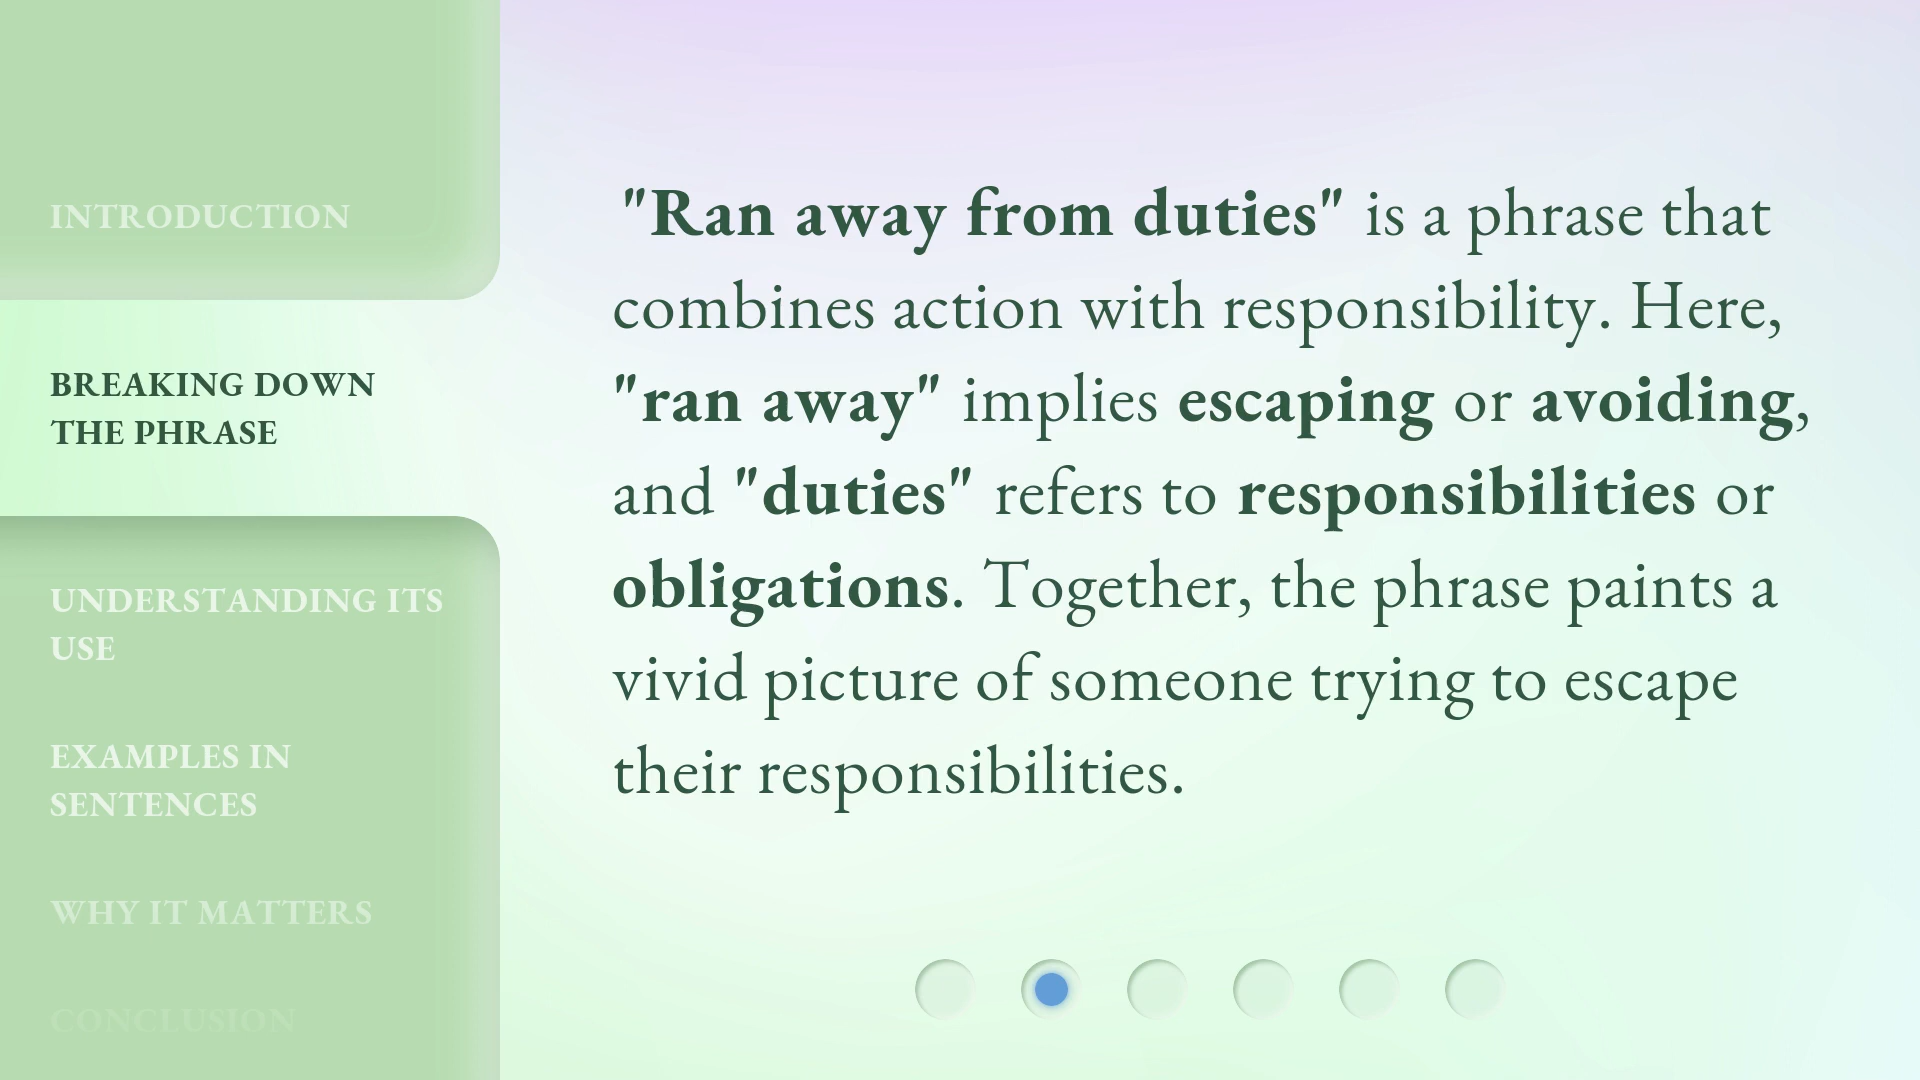 INTRODUCTION
BREAKING DOWN
THE PHRASE
UNDERSTANDING ITS
USE
EXAMPLES IN
SENTENCES
WHY IT MATTERS
CONCLUSION
"Ran away from duties" is a phrase that
combines action with responsibility. Here,
"ran away" implies escaping or avoiding,
and "duties" refers to responsibilities or
obligations. Together, the phrase paints a
vivid picture of someone trying to escape
their responsibilities.